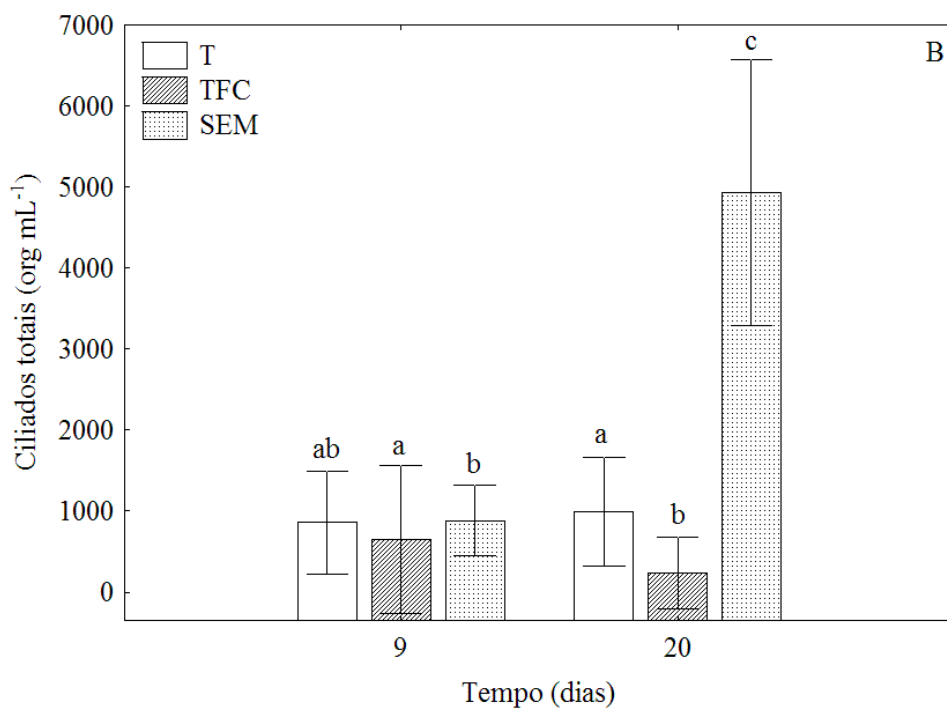 7000
6000
5000
4000
3000
2000
1000
0
Ciliados totais (org mL⁻¹)
T
TFC
SEM
B
ab
a
b
a
b
c
9
20
Tempo (dias)